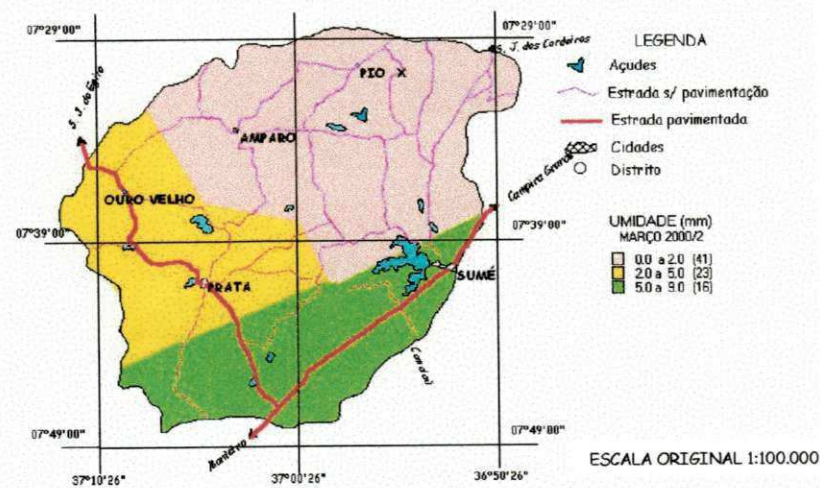 07°29'00"
07°29'00"
S. J. dos Cordeiros
LEGENDA
Açudes
Estrada s/ pavimentação
Estrada pavimentada
Cidades
Distrito
PIO
S. J. do Egito
AMPARO
Campina Grande
OURO VELHO
07°39'00"
07°39'00"
UMIDADE (mm)
MARÇO 2000/2
0.0 a 2.0 (41)
2.0 a 5.0 (23)
5.0 a 9.0 (16)
SUMÉ
PRATA
07°49'00"
07°49'00"
Monteiro
ESCALA ORIGINAL 1:100.000
37°10'26"
37°00'26"
36°50'26"